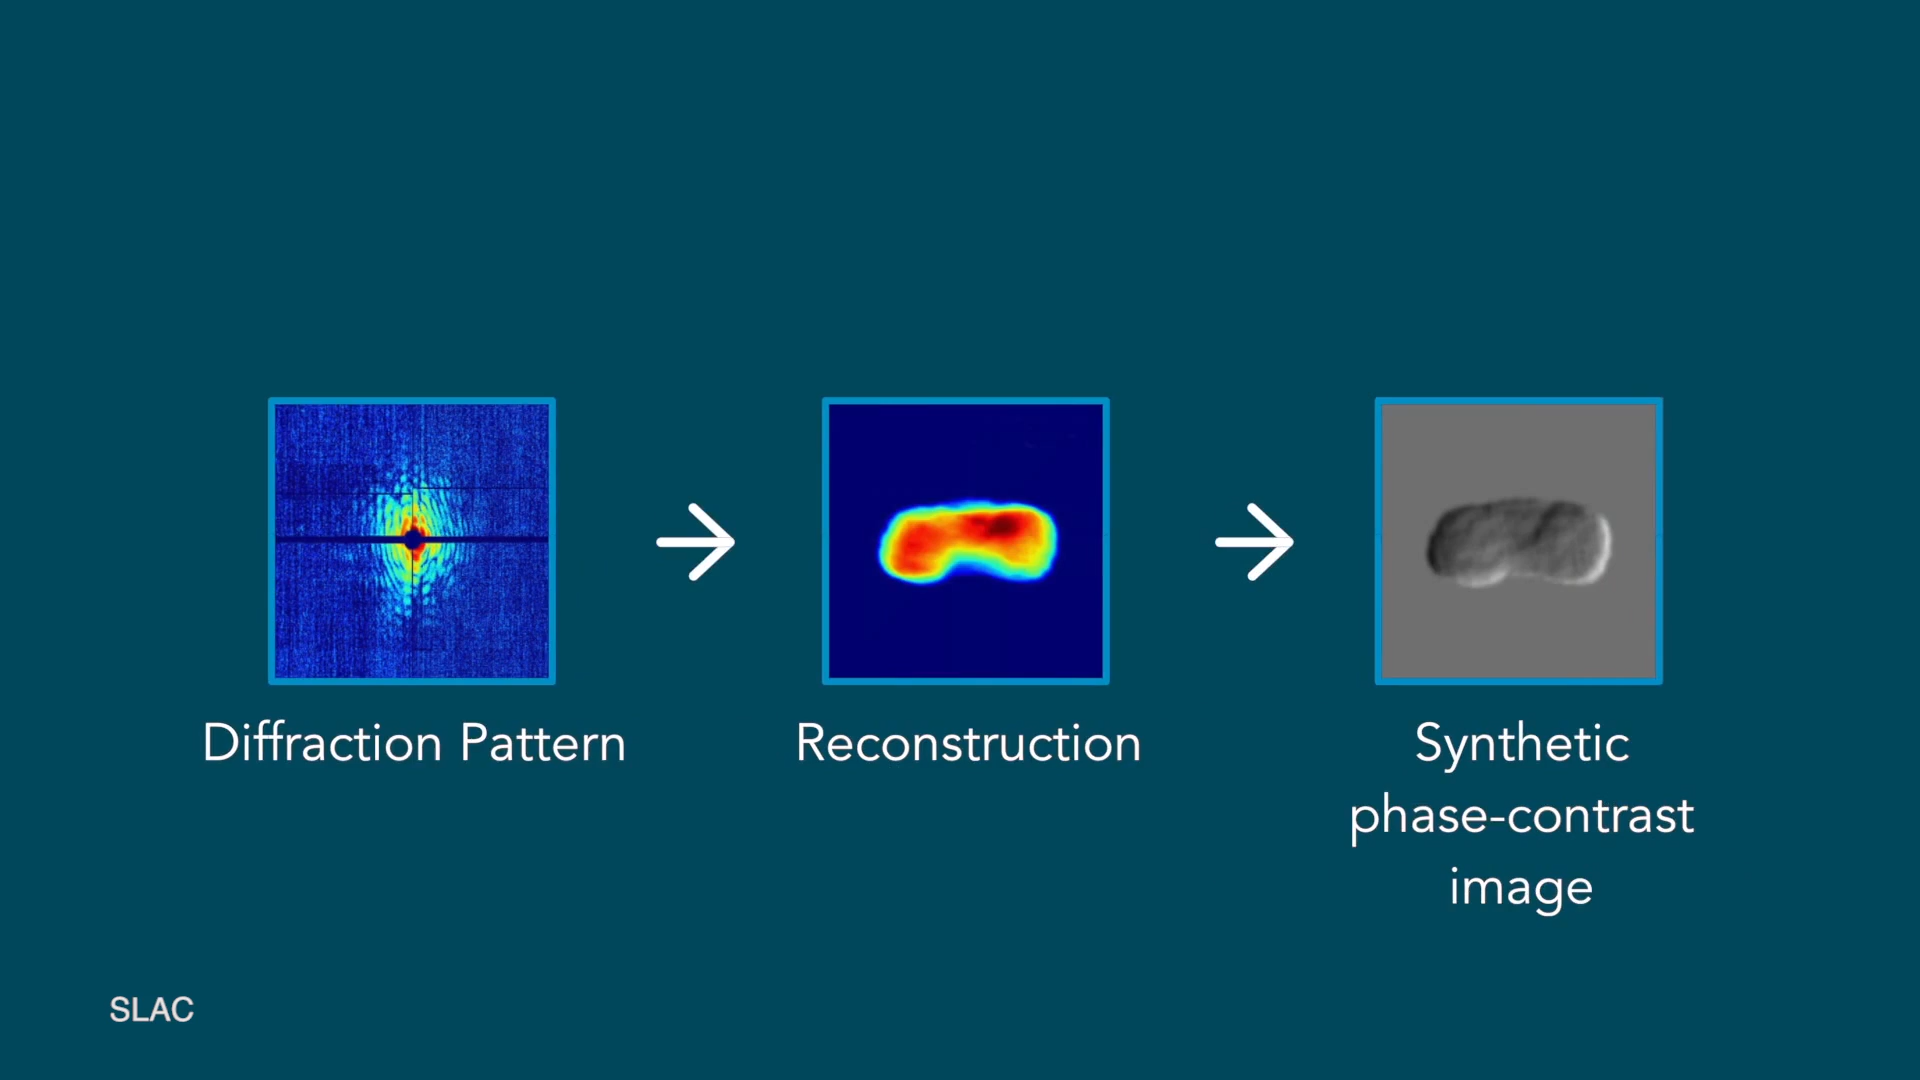 Diffraction Pattern
Reconstruction
Synthetic
phase-contrast
image
SLAC